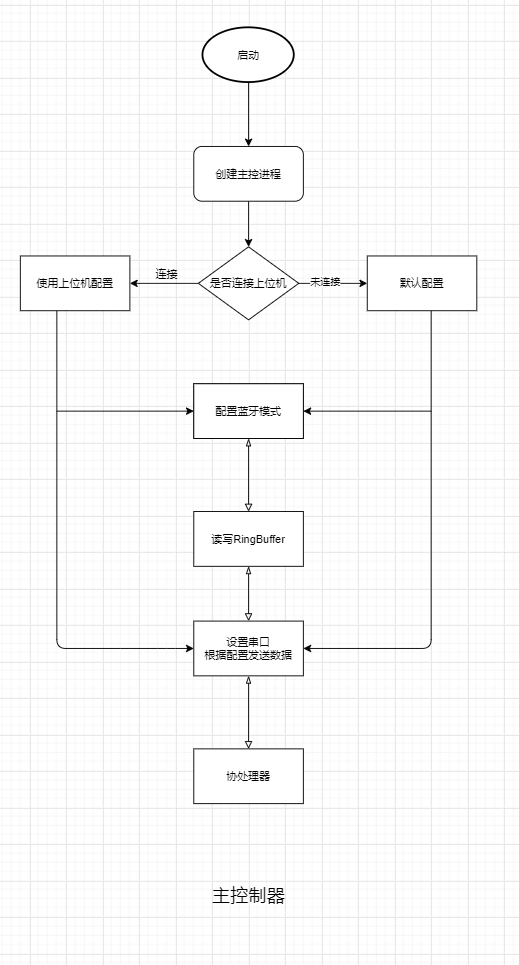 启动
创建主控进程
使用上位机配置
连接
是否连接上位机
未连接
默认配置
配置蓝牙模式
读写RingBuffer
设置串口
根据配置发送数据
协处理器
主控制器